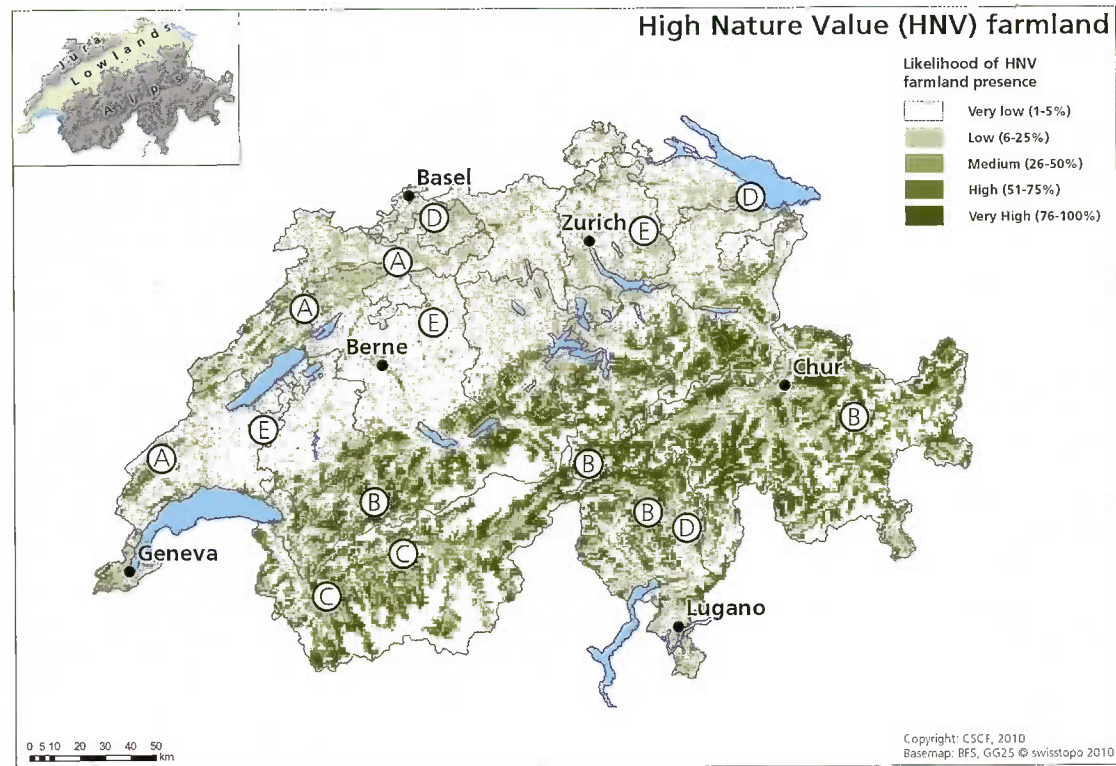 High Nature Value (HNV) farmland
Jura
Lowlands
Alps
Likelihood of HNV
farmland presence
Very low (1-5%)
Low (6-25%)
Medium (26-50%)
High (51-75%)
Very High (76-100%)
Basel
D
D
Zurich
E
A
A
E
Berne
Chur
B
E
A
B
B
B
D
C
Geneva
C
Lugano
0 5 10 20 30 40 50
km
Copyright: CSCF, 2010
Basemap: BFS, GG25 © swisstopo 2010